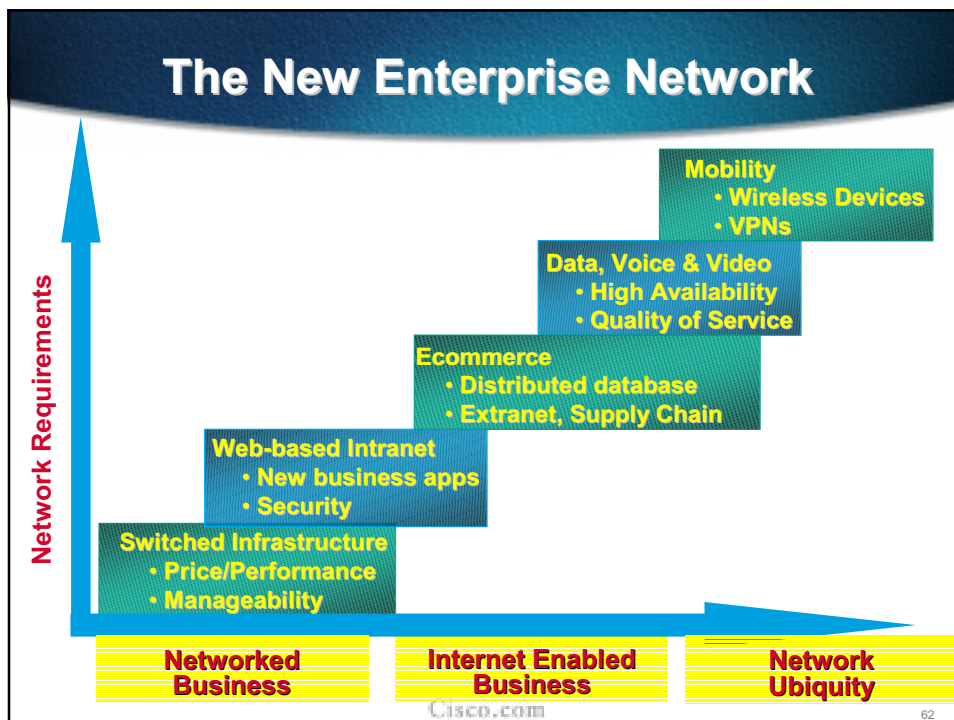 The New Enterprise Network
Network Requirements
Mobility
• Wireless Devices
• VPNs
Data, Voice & Video
• High Availability
• Quality of Service
Ecommerce
• Distributed database
• Extranet, Supply Chain
Web-based Intranet
• New business apps
• Security
Switched Infrastructure
• Price/Performance
• Manageability
Networked
Business
Internet Enabled
Business
Network
Ubiquity
Cisco.com
62